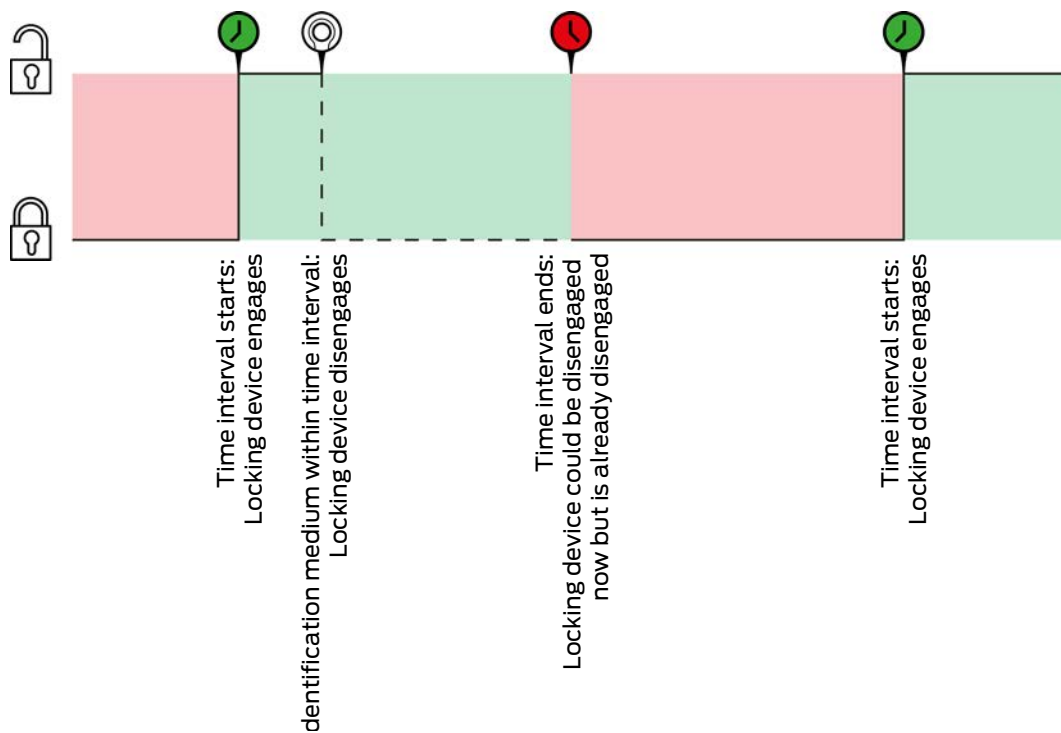 Time interval starts:
Locking device engages
dentification medium within time interval:
Locking device disengages
Time interval ends:
Locking device could be disengaged
now but is already disengaged
Time interval starts:
Locking device engages